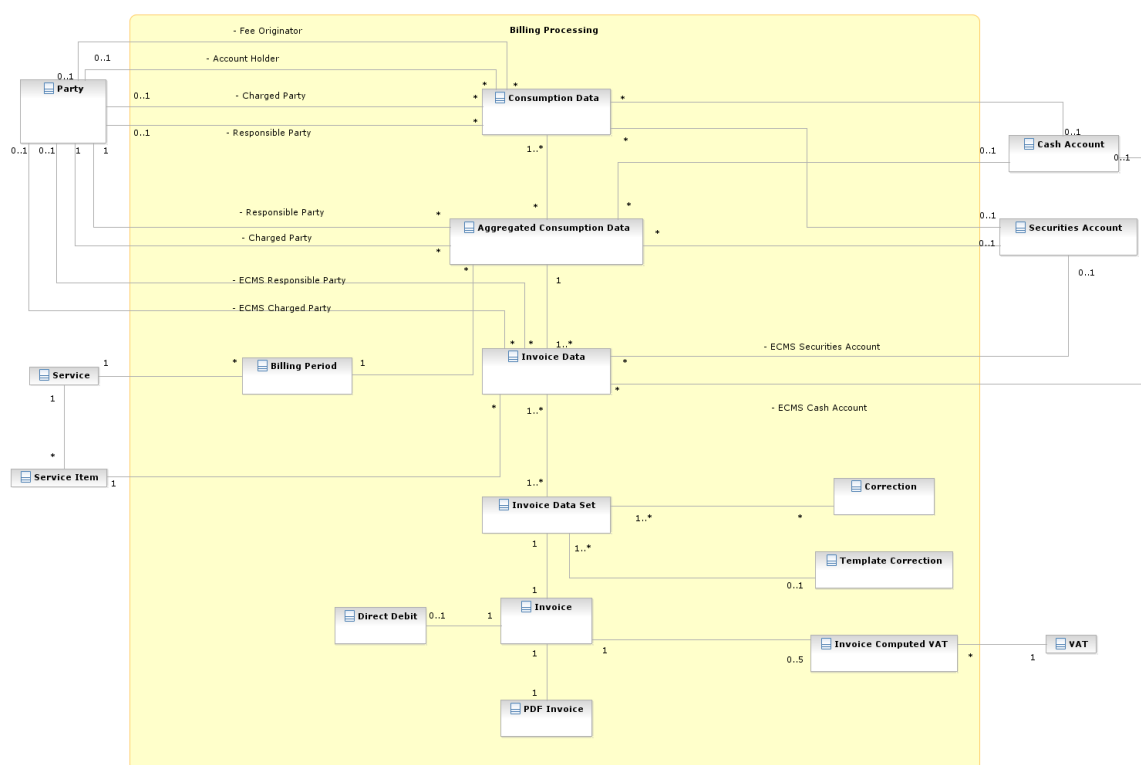 Billing Processing
- Fee Originator
0..1
- Account Holder
0..1
Party
* *
0..1
- Charged Party
*
Consumption Data
*
0..1
- Responsible Party
*
*
0..1
0..1 0..1 1 1
1..*
0..1
Cash Account
0..1
- Responsible Party
*
*
*
0..1
- Charged Party
Aggregated Consumption Data
*
Securities Account
*
0..1
*
0..1
- ECMS Responsible Party
1
- ECMS Charged Party
* * 1..*
- ECMS Securities Account
Invoice Data
*
1
*
Billing Period
1
Service
*
1
*
1..*
- ECMS Cash Account
*
Service Item
1
1..*
Correction
Invoice Data Set
1..*
*
1
1..*
Template Correction
0..1
1
Invoice
Direct Debit
0..1
1
1
1
Invoice Computed VAT
0..5
*
1
VAT
1
PDF Invoice